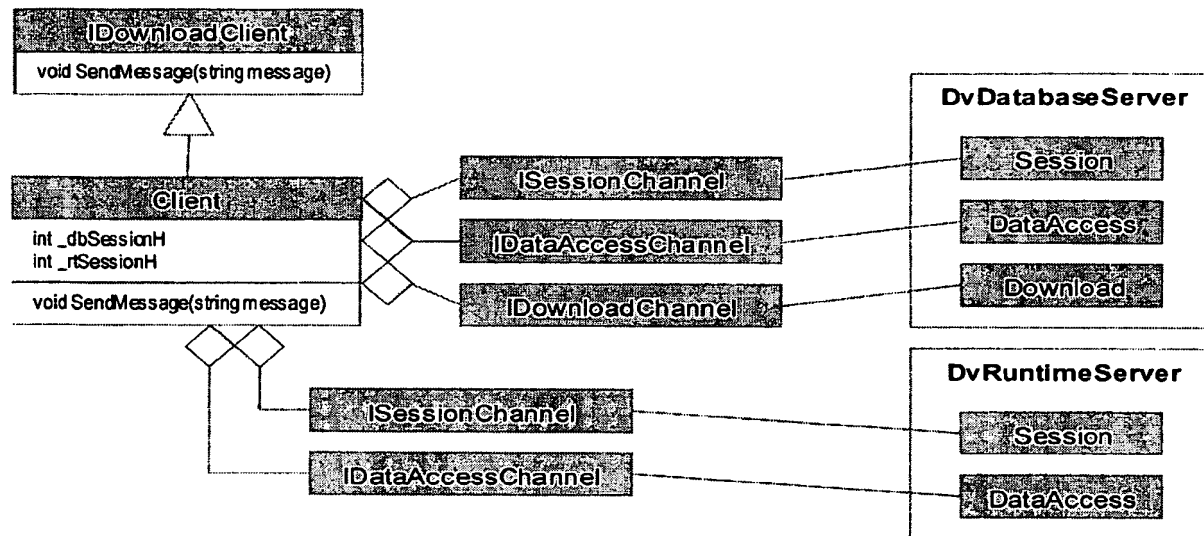 IDownloadClient
void SendMessage(string message)
Client
int _dbSessionH
int _rtSessionH
void SendMessage(string message)
ISessionChannel
IDataAccessChannel
IDownloadChannel
DvDatabaseServer
Session
DataAccess
Download
ISessionChannel
IDataAccessChannel
DvRuntimeServer
Session
DataAccess